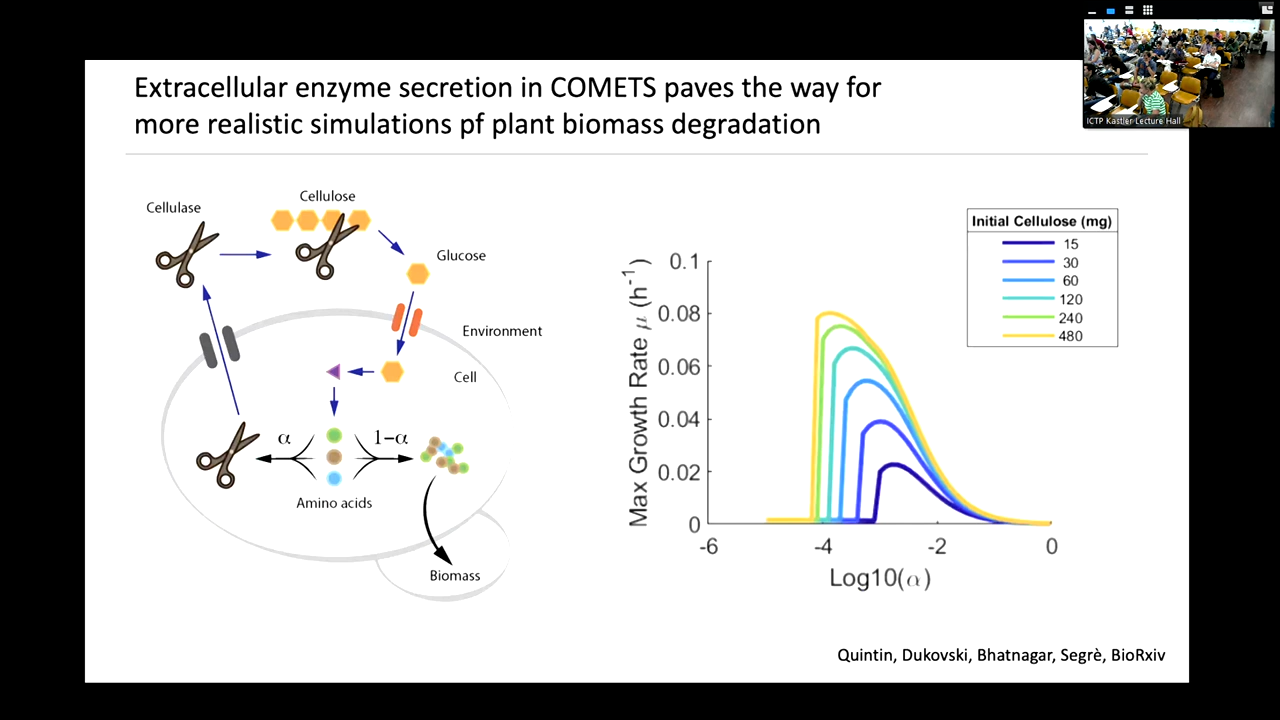 ICTP Kastler Lecture Hall
Extracellular enzyme secretion in COMETS paves the way for
more realistic simulations pf plant biomass degradation
Cellulase
Cellulose
Glucose
Environment
Cell
α
1−α
Amino acids
Biomass
Initial Cellulose (mg)
15
30
60
120
240
480
Max Growth Rate μ (h⁻¹)
0.1
0.08
0.06
0.04
0.02
0
-6
-4
-2
0
Log10(α)
Quintin, Dukovski, Bhatnagar, Segrè, BioRxiv